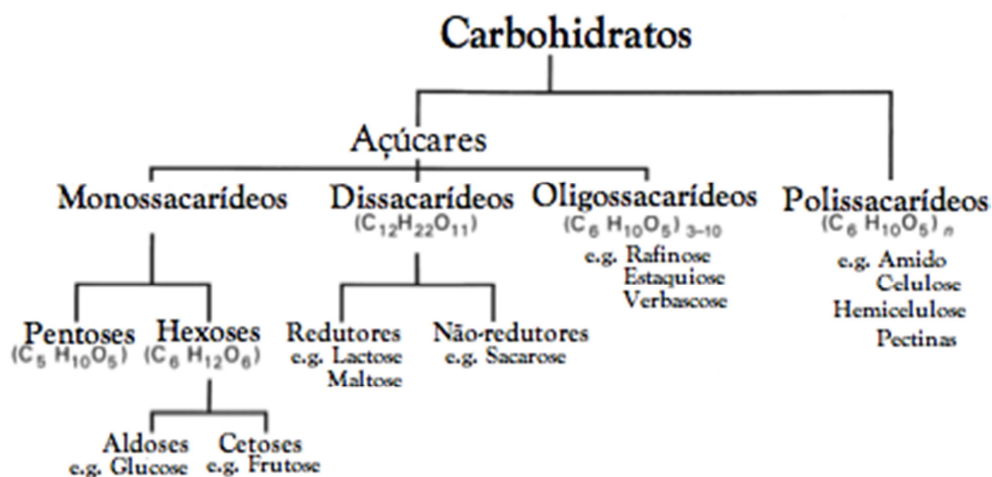 Carbohidratos
Açúcares
Monossacarídeos
Dissacarídeos
(C12H22O11)
Oligossacarídeos
(C6 H10O5) 3–10
e.g. Rafinose
Estaquiose
Verbascose
Polissacarídeos
(C6 H10O5) n
e.g. Amido
Celulose
Hemicelulose
Pectinas
Pentoses
(C5 H10O5)
Hexoses
(C6 H12O6)
Redutores
e.g. Lactose
Maltose
Não-redutores
e.g. Sacarose
Aldoses
e.g. Glucose
Cetoses
e.g. Frutose